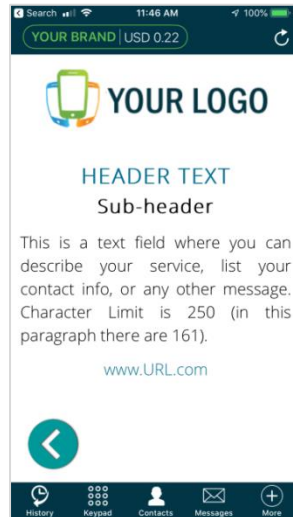 Search 11:46 AM 100%
YOUR BRAND | USD 0.22
YOUR LOGO
HEADER TEXT
Sub-header
This is a text field where you can
describe your service, list your
contact info, or any other message.
Character Limit is 250 (in this
paragraph there are 161).
www.URL.com
History Keypad Contacts Messages More